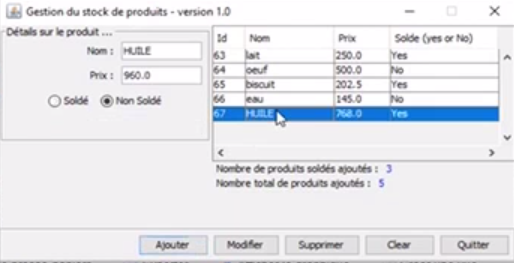 Gestion du stock de produits - version 1.0
Détails sur le produit ...
Nom : HUILE
Prix : 960.0
Soldé Non Soldé
Id Nom Prix Solde (yes or No)
63 lait 250.0 Yes
64 oeuf 500.0 No
65 biscuit 202.5 Yes
66 eau 145.0 No
67 HUILE 768.0 Yes
Nombre de produits soldés ajoutés : 3
Nombre total de produits ajoutés : 5
Ajouter Modifier Supprimer Clear Quitter